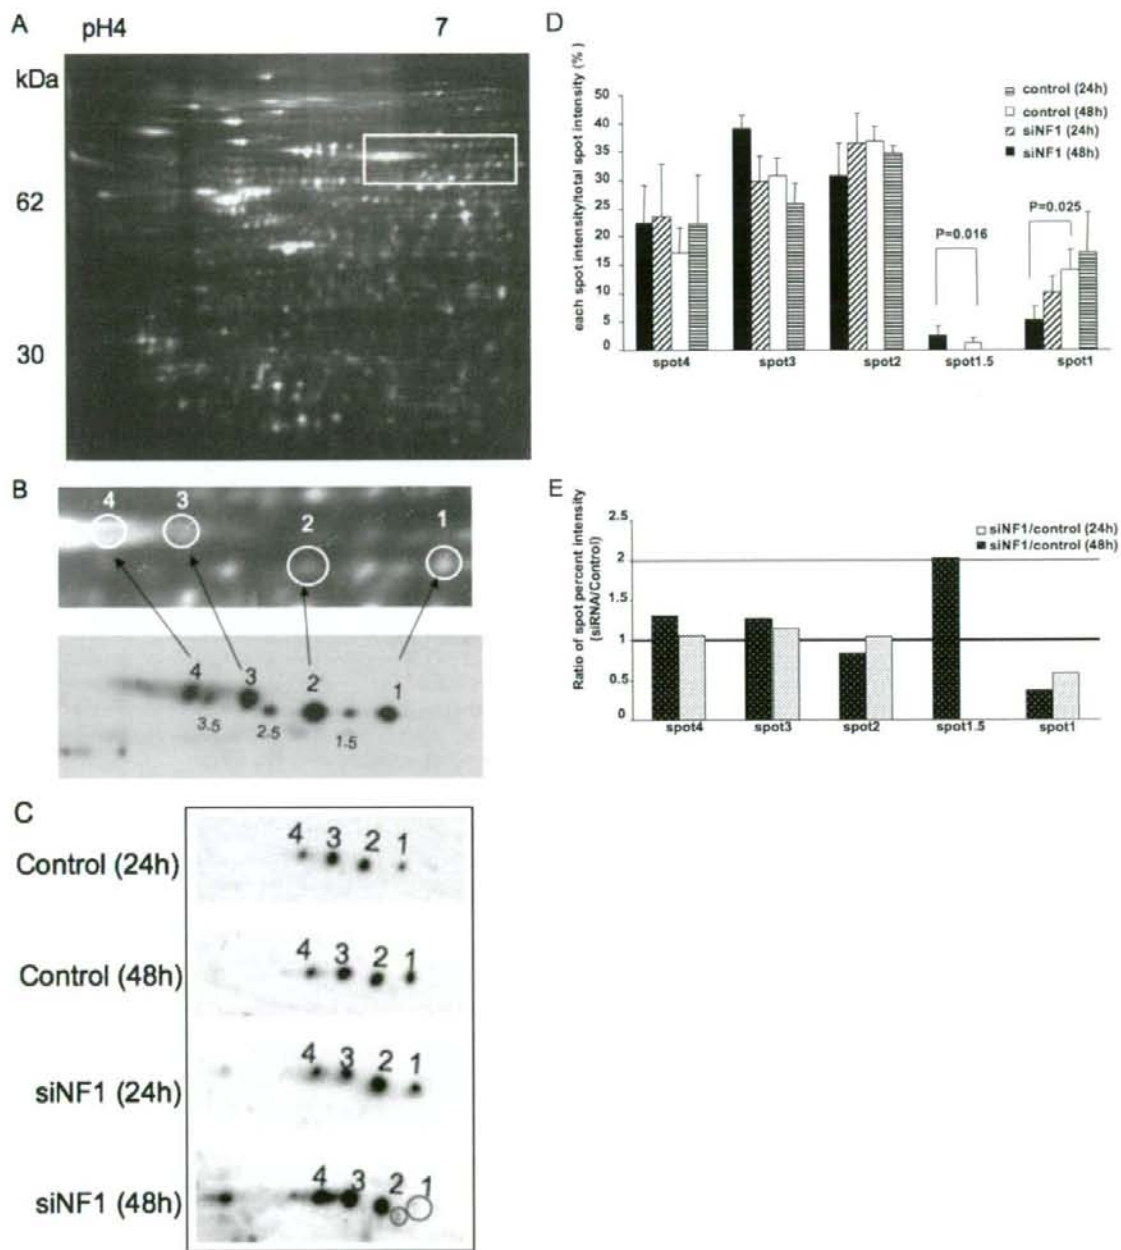 A
pH4 7
kDa
62
30
B
4 3 2 1
4 3 2 1
3.5 2.5 1.5
C
Control (24h)
4 3 2 1
Control (48h)
4 3 2 1
siNF1 (24h)
4 3 2 1
siNF1 (48h)
4 3 2 1
D
each spot intensity/total spot intensity (%)
50
45
40
35
30
25
20
15
10
5
0
control (24h)
control (48h)
siNF1 (24h)
siNF1 (48h)
P=0.016
P=0.025
spot4 spot3 spot2 spot1.5 spot1
E
Ratio of spot percent intensity
(siRNA/Control)
2.5
2
1.5
1
0.5
0
siNF1/control (24h)
siNF1/control (48h)
spot4 spot3 spot2 spot1.5 spot1